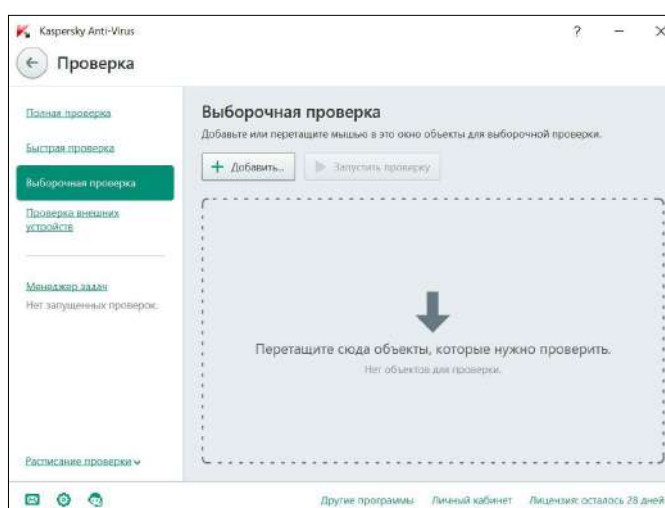 Kaspersky Anti-Virus
?
Проверка
Полная проверка
Быстрая проверка
Выборочная проверка
Проверка внешних
устройств
Менеджер задач
Нет запущенных проверок.
Расписание проверки
Выборочная проверка
Добавьте или перетащите мышью в это окно объекты для выборочной проверки.
+ Добавить...
Запустить проверку
Перетащите сюда объекты, которые нужно проверить.
Нет объектов для проверки.
Другие программы Личный кабинет Лицензия: осталось 28 дней